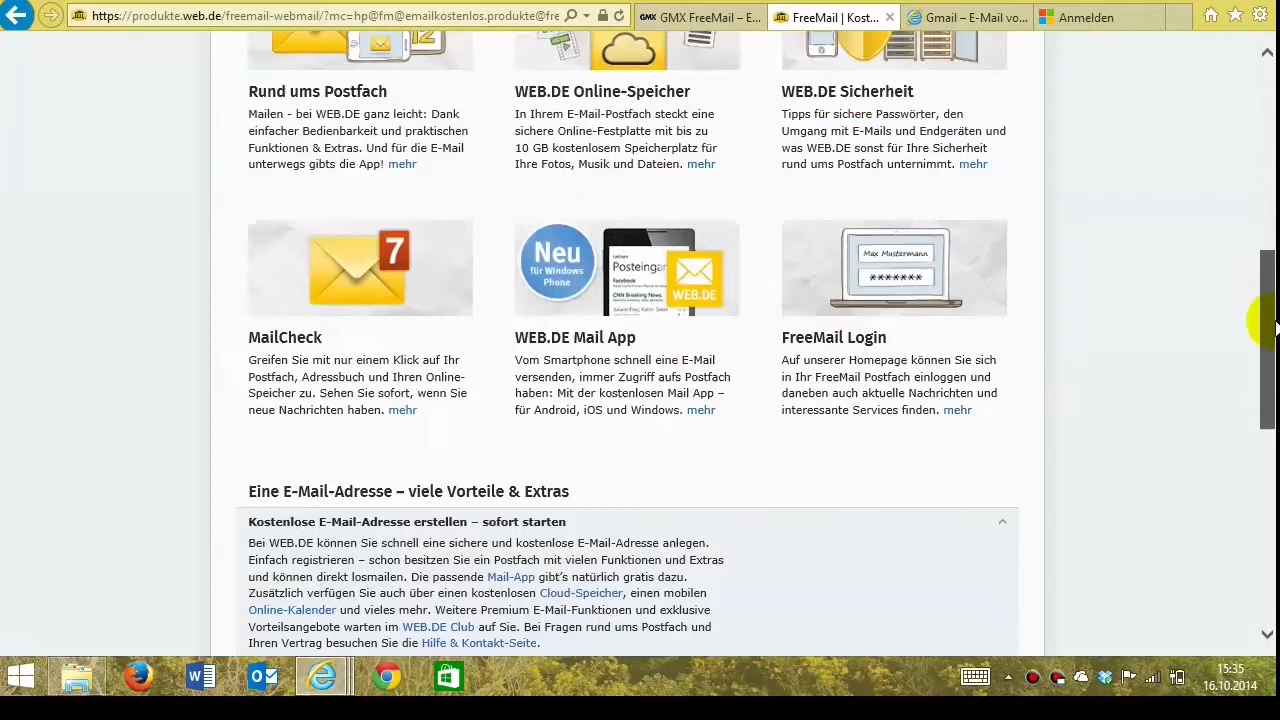 https://produkte.web.de/freemail-webmail/?mc=hp@fm@emailkostenlos.produkte@fre
GMX FreeMail – E...
FreeMail | Kost...
Gmail – E-Mail vo...
Anmelden
Rund ums Postfach
Mailen - bei WEB.DE ganz leicht: Dank
einfacher Bedienbarkeit und praktischen
Funktionen & Extras. Und für die E-Mail
unterwegs gibts die App! mehr
WEB.DE Online-Speicher
In Ihrem E-Mail-Postfach steckt eine
sichere Online-Festplatte mit bis zu
10 GB kostenlosem Speicherplatz für
Ihre Fotos, Musik und Dateien. mehr
WEB.DE Sicherheit
Tipps für sichere Passwörter, den
Umgang mit E-Mails und Endgeräten und
was WEB.DE sonst für Ihre Sicherheit
rund ums Postfach unternimmt. mehr
7
Neu
für Windows
Phone
Posteingan
Facebook
CNN Breaking News,
WEB.DE
Max Mustermann
*******
MailCheck
Greifen Sie mit nur einem Klick auf Ihr
Postfach, Adressbuch und Ihren Online-
Speicher zu. Sehen Sie sofort, wenn Sie
neue Nachrichten haben. mehr
WEB.DE Mail App
Vom Smartphone schnell eine E-Mail
versenden, immer Zugriff aufs Postfach
haben: Mit der kostenlosen Mail App –
für Android, iOS und Windows. mehr
FreeMail Login
Auf unserer Homepage können Sie sich
in Ihr FreeMail Postfach einloggen und
daneben auch aktuelle Nachrichten und
interessante Services finden. mehr
Eine E-Mail-Adresse – viele Vorteile & Extras
Kostenlose E-Mail-Adresse erstellen – sofort starten
Bei WEB.DE können Sie schnell eine sichere und kostenlose E-Mail-Adresse anlegen.
Einfach registrieren – schon besitzen Sie ein Postfach mit vielen Funktionen und Extras
und können direkt losmailen. Die passende Mail-App gibt's natürlich gratis dazu.
Zusätzlich verfügen Sie auch über einen kostenlosen Cloud-Speicher, einen mobilen
Online-Kalender und vieles mehr. Weitere Premium E-Mail-Funktionen und exklusive
Vorteilsangebote warten im WEB.DE Club auf Sie. Bei Fragen rund ums Postfach und
Ihren Vertrag besuchen Sie die Hilfe & Kontakt-Seite.
15:35
16.10.2014